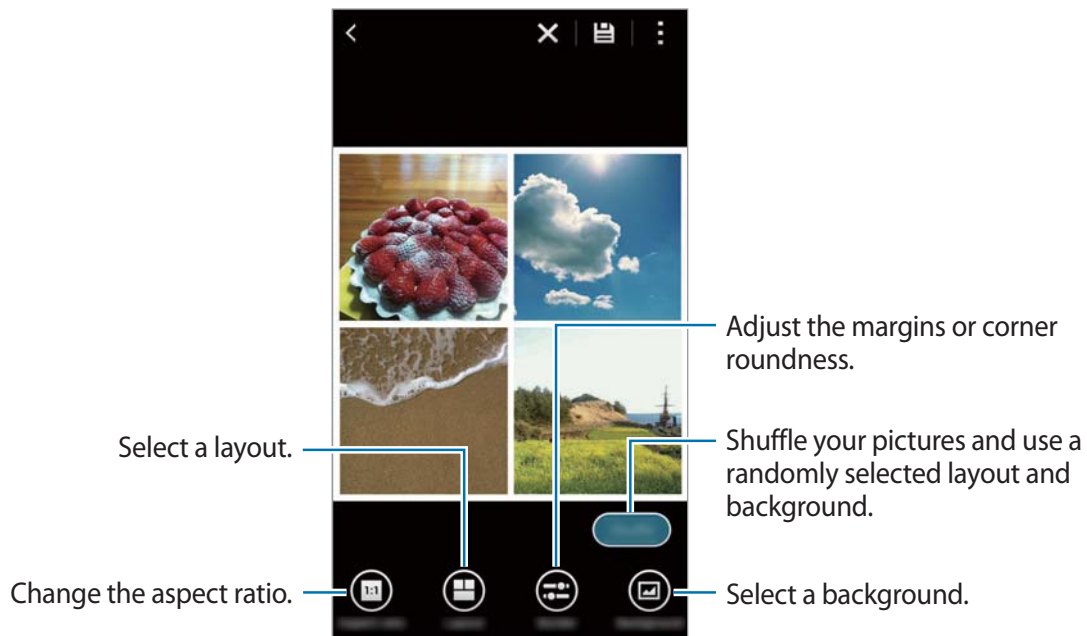 Adjust the margins or corner
roundness.
Select a layout.
Shuffle your pictures and use a
randomly selected layout and
background.
Change the aspect ratio.
1:1
Select a background.